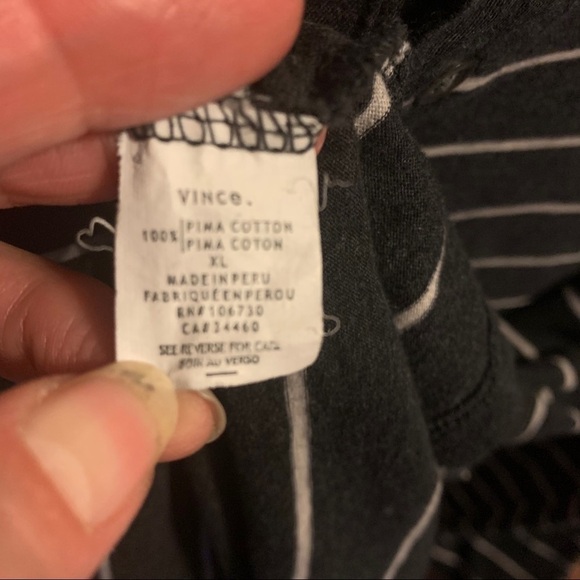 VINCE.
100% PIMA COTTON
PIMA COTON
XL
MADE IN PERU
FABRIQUÉ EN PEROU
RN# 106730
CA# 34460
SEE REVERSE FOR CARE
SOIN AU VERSO